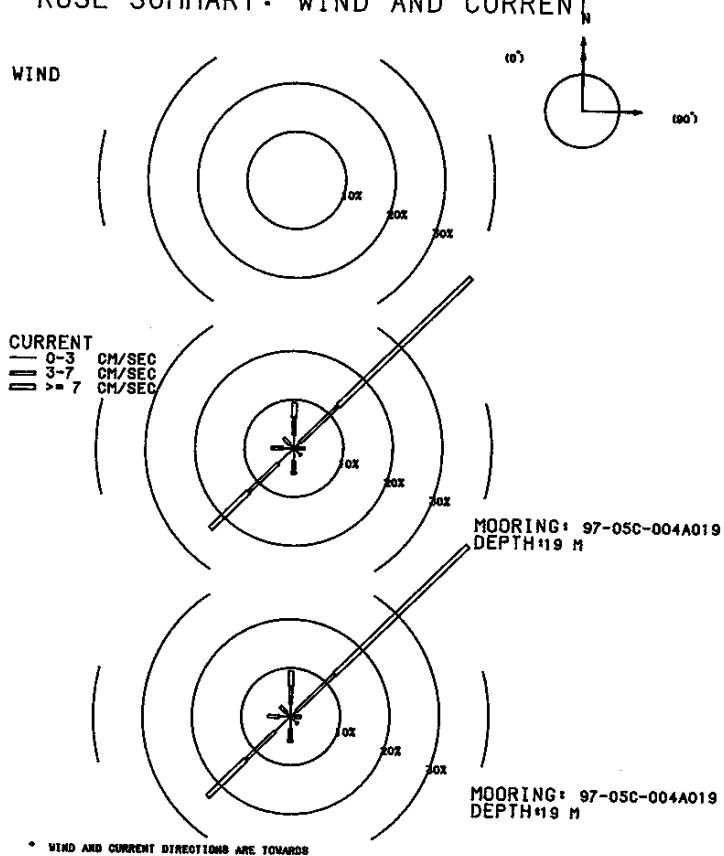 ROSE SUMMARY: WIND AND CURRENT
N
(0°)
(90°)
WIND
10%
20%
30%
CURRENT
0-3 CM/SEC
3-7 CM/SEC
>= 7 CM/SEC
10%
20%
30%
MOORING: 97-05C-004A019
DEPTH:19 M
10%
20%
30%
MOORING: 97-05C-004A019
DEPTH:19 M
* WIND AND CURRENT DIRECTIONS ARE TOWARDS